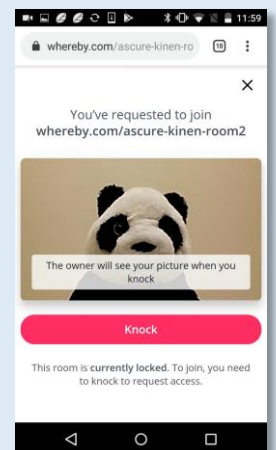 11:59
whereby.com/ascure-kinen-ro
18
You've requested to join
whereby.com/ascure-kinen-room2
The owner will see your picture when you
knock
Knock
This room is currently locked. To join, you need
to knock to request access.